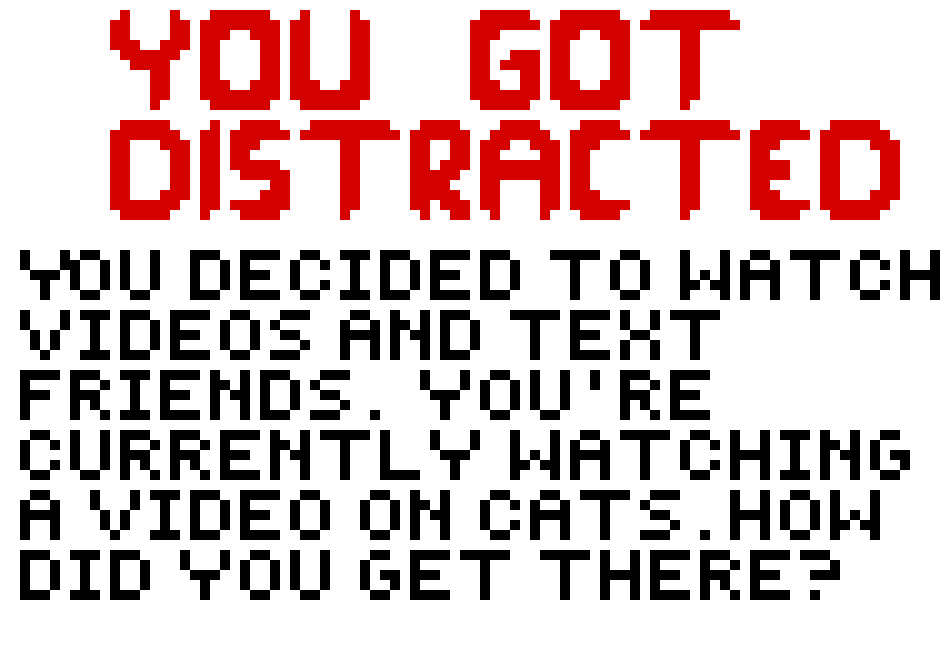 YOU GOT
DISTRACTED
YOU DECIDED TO WATCH
VIDEOS AND TEXT
FRIENDS. YOU'RE
CURRENTLY WATCHING
A VIDEO ON CATS.HOW
DID YOU GET THERE?